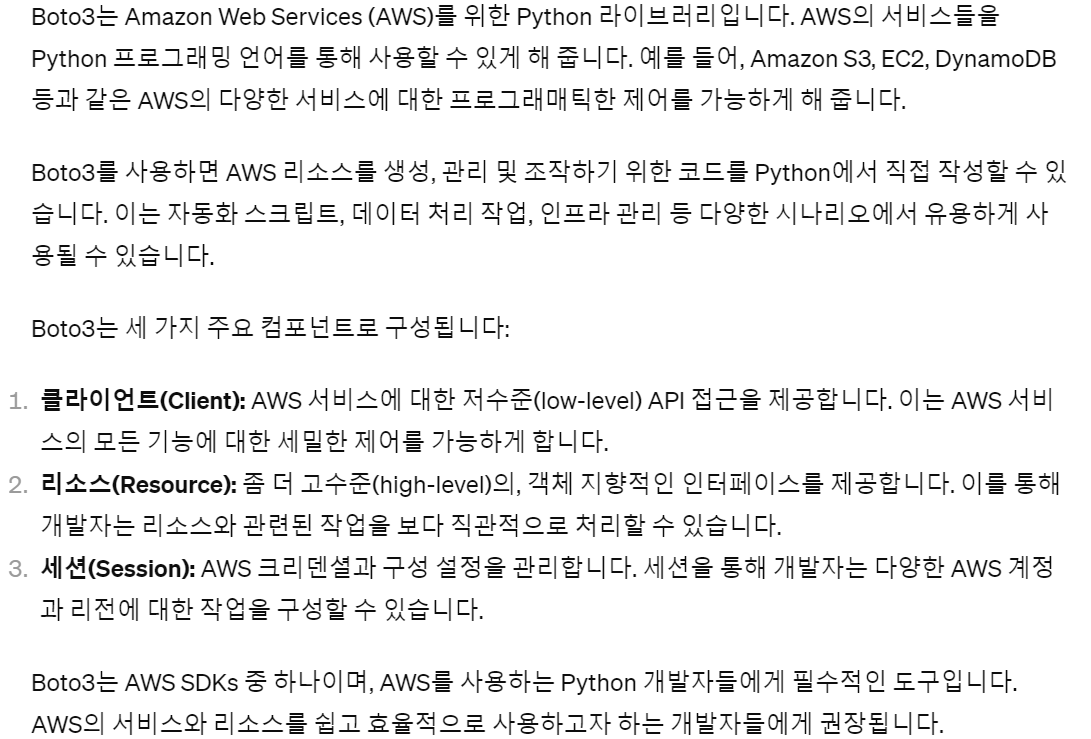 Boto3는 Amazon Web Services (AWS)를 위한 Python 라이브러리입니다. AWS의 서비스들을
Python 프로그래밍 언어를 통해 사용할 수 있게 해 줍니다. 예를 들어, Amazon S3, EC2, DynamoDB
등과 같은 AWS의 다양한 서비스에 대한 프로그래매틱한 제어를 가능하게 해 줍니다.
Boto3를 사용하면 AWS 리소스를 생성, 관리 및 조작하기 위한 코드를 Python에서 직접 작성할 수 있
습니다. 이는 자동화 스크립트, 데이터 처리 작업, 인프라 관리 등 다양한 시나리오에서 유용하게 사
용될 수 있습니다.
Boto3는 세 가지 주요 컴포넌트로 구성됩니다:
1. 클라이언트(Client): AWS 서비스에 대한 저수준(low-level) API 접근을 제공합니다. 이는 AWS 서비
스의 모든 기능에 대한 세밀한 제어를 가능하게 합니다.
2. 리소스(Resource): 좀 더 고수준(high-level)의, 객체 지향적인 인터페이스를 제공합니다. 이를 통해
개발자는 리소스와 관련된 작업을 보다 직관적으로 처리할 수 있습니다.
3. 세션(Session): AWS 크리덴셜과 구성 설정을 관리합니다. 세션을 통해 개발자는 다양한 AWS 계정
과 리전에 대한 작업을 구성할 수 있습니다.
Boto3는 AWS SDKs 중 하나이며, AWS를 사용하는 Python 개발자들에게 필수적인 도구입니다.
AWS의 서비스와 리소스를 쉽고 효율적으로 사용하고자 하는 개발자들에게 권장됩니다.